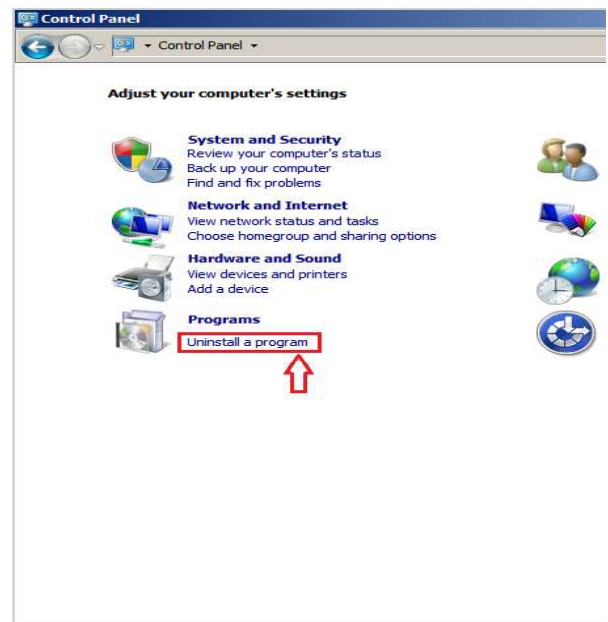 Control Panel
Control Panel
Adjust your computer's settings
System and Security
Review your computer's status
Back up your computer
Find and fix problems
Network and Internet
View network status and tasks
Choose homegroup and sharing options
Hardware and Sound
View devices and printers
Add a device
Programs
Uninstall a program